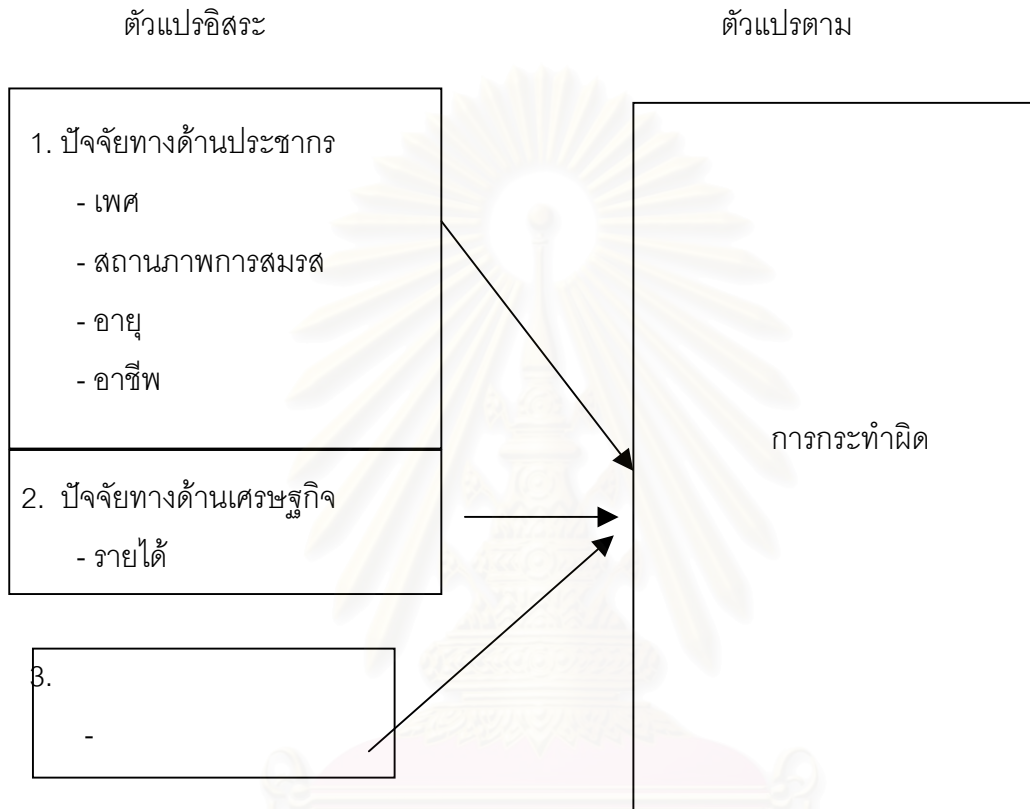 ตัวแปรอิสระ
ตัวแปรตาม
1. ปัจจัยทางด้านประชากร
- เพศ
- สถานภาพการสมรส
- อายุ
- อาชีพ
2. ปัจจัยทางด้านเศรษฐกิจ
- รายได้
3.
-
การกระทำผิด